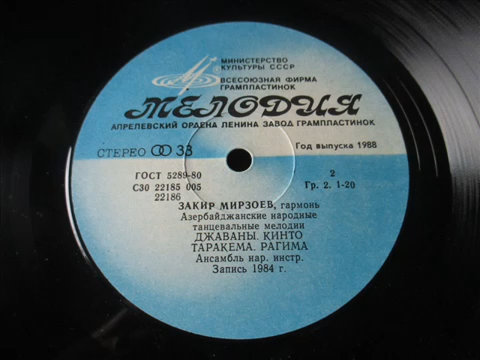 МИНИСТЕРСТВО
КУЛЬТУРЫ СССР
ВСЕСОЮЗНАЯ ФИРМА
ГРАМПЛАСТИНОК
МЕЛОДИЯ
АПРЕЛЕВСКИЙ ОРДЕНА ЛЕНИНА ЗАВОД ГРАМПЛАСТИНОК
СТЕРЕО 33
Год выпуска 1988
ГОСТ 5289-80
2
С30 22185 005
Гр. 2. 1-20
22186
ЗАКИР МИРЗОЕВ, гармонь
Азербайджанские народные
танцевальные мелодии
ДЖАВАНЫ. КИНТО
ТАРАКЕМА. РАГИМА
Ансамбль нар. инстр.
Запись 1984 г.